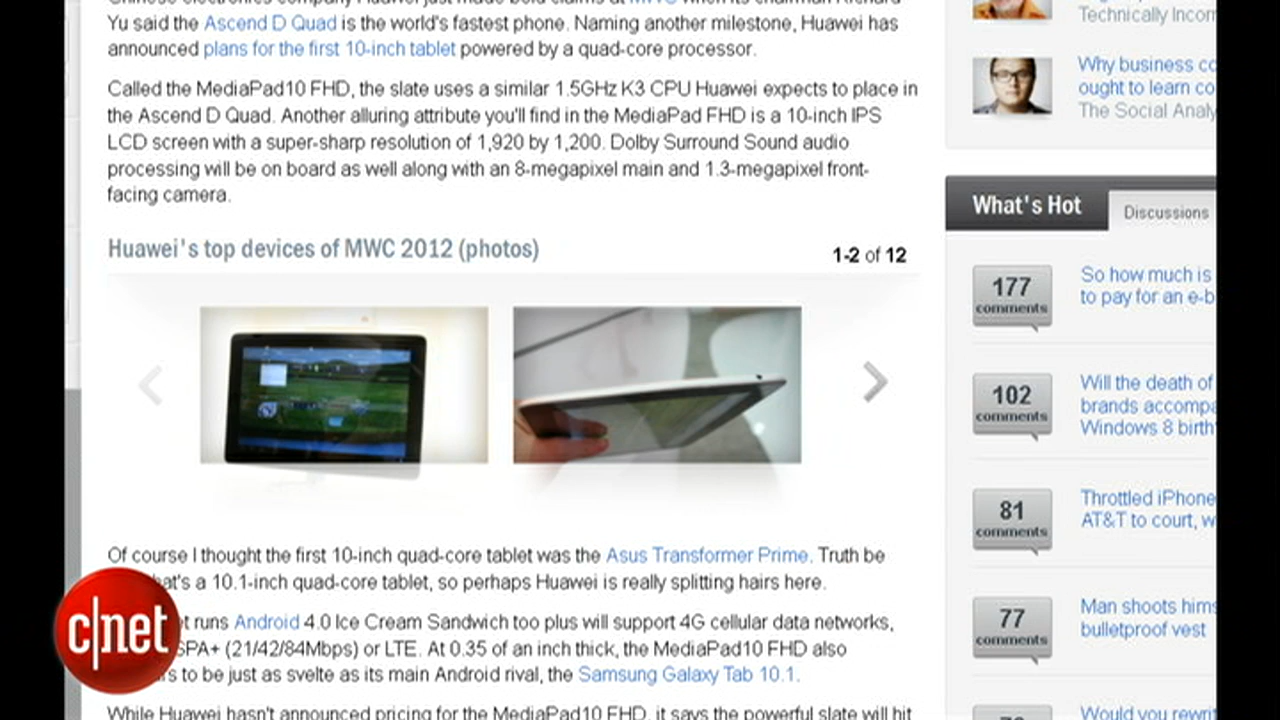 Yu said the Ascend D Quad is the world's fastest phone. Naming another milestone, Huawei has
announced plans for the first 10-inch tablet powered by a quad-core processor.
Called the MediaPad10 FHD, the slate uses a similar 1.5GHz K3 CPU Huawei expects to place in
the Ascend D Quad. Another alluring attribute you'll find in the MediaPad FHD is a 10-inch IPS
LCD screen with a super-sharp resolution of 1,920 by 1,200. Dolby Surround Sound audio
processing will be on board as well along with an 8-megapixel main and 1.3-megapixel front-
facing camera.
Huawei's top devices of MWC 2012 (photos)
1-2 of 12
Of course I thought the first 10-inch quad-core tablet was the Asus Transformer Prime. Truth be
hat's a 10.1-inch quad-core tablet, so perhaps Huawei is really splitting hairs here.
t runs Android 4.0 Ice Cream Sandwich too plus will support 4G cellular data networks,
SPA+ (21/42/84Mbps) or LTE. At 0.35 of an inch thick, the MediaPad10 FHD also
s to be just as svelte as its main Android rival, the Samsung Galaxy Tab 10.1.
While Huawei hasn't announced pricing for the MediaPad10 FHD, it says the powerful slate will hit
c|net
Technically Incor
Why business co
ought to learn co
The Social Analy
What's Hot
Discussions
177
comments
So how much is
to pay for an e-b
102
comments
Will the death of
brands accompa
Windows 8 birth
81
comments
Throttled iPhone
AT&T to court, w
77
comments
Man shoots hims
bulletproof vest
Would you rewrit